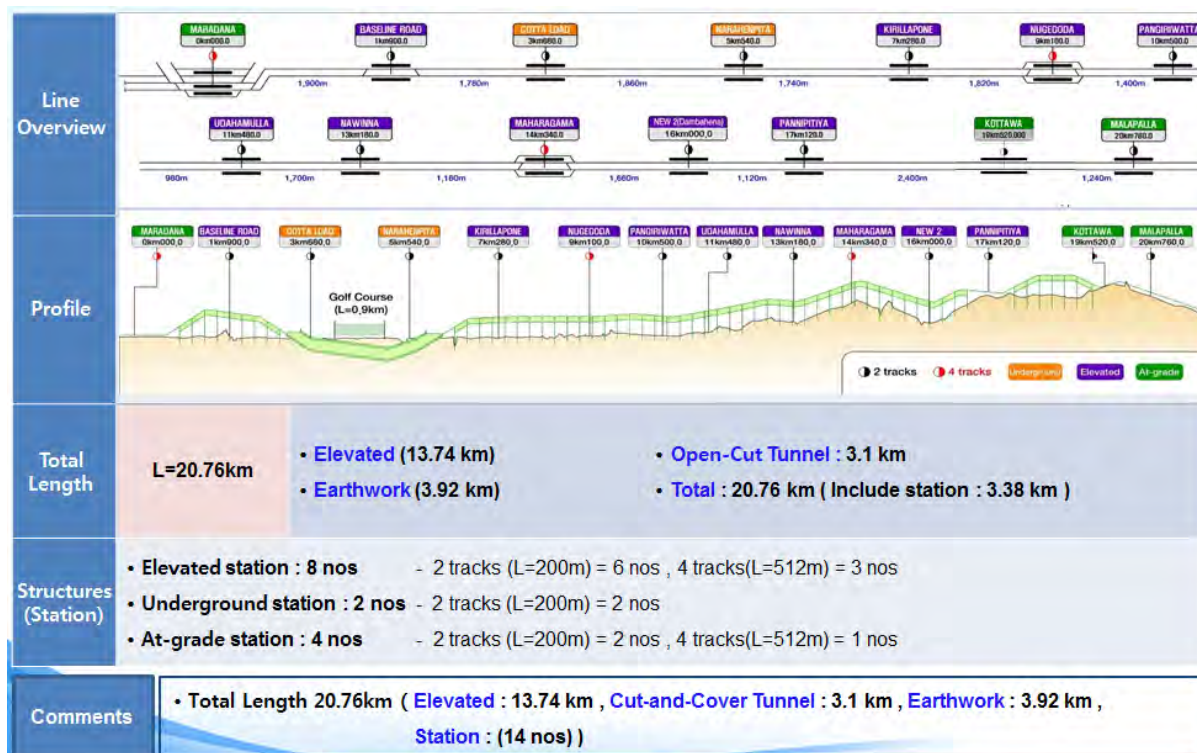 Line Overview
MARADANA
0km000.0
BASELINE ROAD
1km900.0
COTTA LOAD
3km680.0
NARAHENPITA
5km540.0
KIRILLAPONE
7km280.0
NUGEGODA
9km100.0
PANGIRIWATTA
10km500.0
1,900m 1,780m 1,860m 1,740m 1,820m 1,400m
UDAHAMULLA
11km480.0
NAWINNA
13km180.0
MAHARAGAMA
14km340.0
NEW 2(Dambahena)
16km000.0
PANNIPITIYA
17km120.0
KOTTAWA
19km520.000
MALAPALLA
20km760.0
980m 1,700m 1,160m 1,660m 1,120m 2,400m 1,240m
Profile
MARADANA
0km000.0
BASELINE ROAD
1km900.0
COTTA LOAD
3km680.0
NARAHENPITA
5km540.0
KIRILLAPONE
7km280.0
NUGEGODA
9km100.0
PANGIRIWATTA
10km500.0
UDAHAMULLA
11km480.0
NAWINNA
13km180.0
MAHARAGAMA
14km340.0
NEW 2
16km000.0
PANNIPITIYA
17km120.0
KOTTAWA
19km520.0
MALAPALLA
20km760.0
Golf Course
(L=0.9km)
2 tracks 4 tracks Underground Elevated At-grade
Total Length
L=20.76km
• Elevated (13.74 km)
• Open-Cut Tunnel : 3.1 km
• Earthwork (3.92 km)
• Total : 20.76 km ( Include station : 3.38 km )
Structures (Station)
• Elevated station : 8 nos - 2 tracks (L=200m) = 6 nos , 4 tracks(L=512m) = 3 nos
• Underground station : 2 nos - 2 tracks (L=200m) = 2 nos
• At-grade station : 4 nos - 2 tracks (L=200m) = 2 nos , 4 tracks(L=512m) = 1 nos
Comments
• Total Length 20.76km ( Elevated : 13.74 km , Cut-and-Cover Tunnel : 3.1 km , Earthwork : 3.92 km ,
Station : (14 nos) )